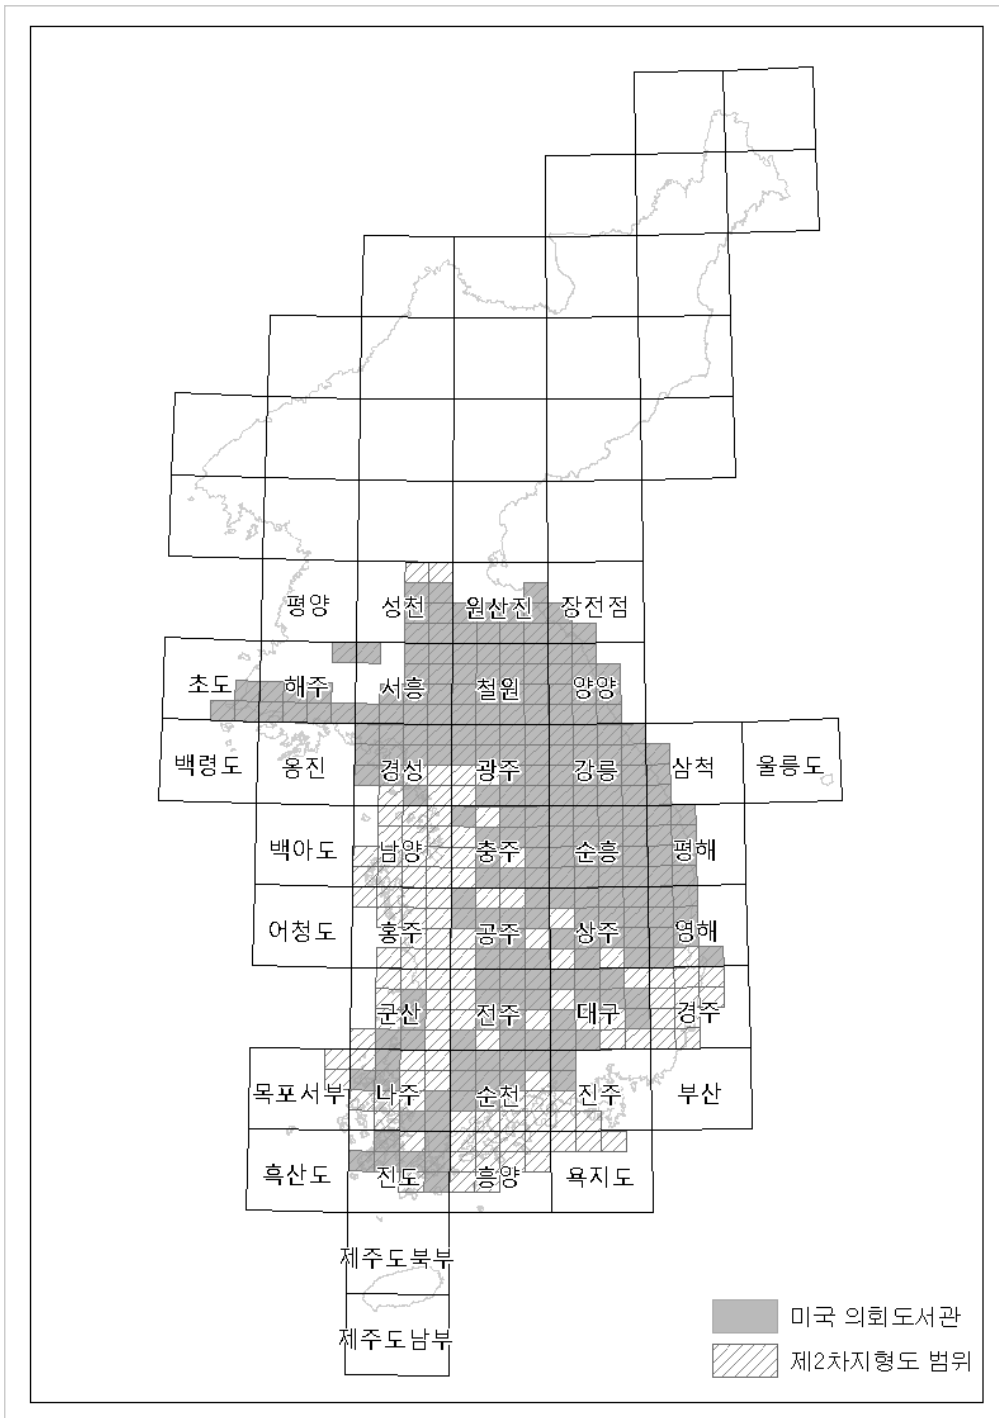 평양 성천 원산진 장전점
초도 해주 서흥 철원 양양
백령도 옹진 경성 광주 강릉 삼척 울릉도
백아도 남양 충주 순흥 평해
어청도 홍주 공주 상주 영해
군산 전주 대구 경주
목포서부 나주 순천 진주 부산
흑산도 진도 흥양 욕지도
제주도북부
제주도남부
미국 의회도서관
제2차지형도 범위